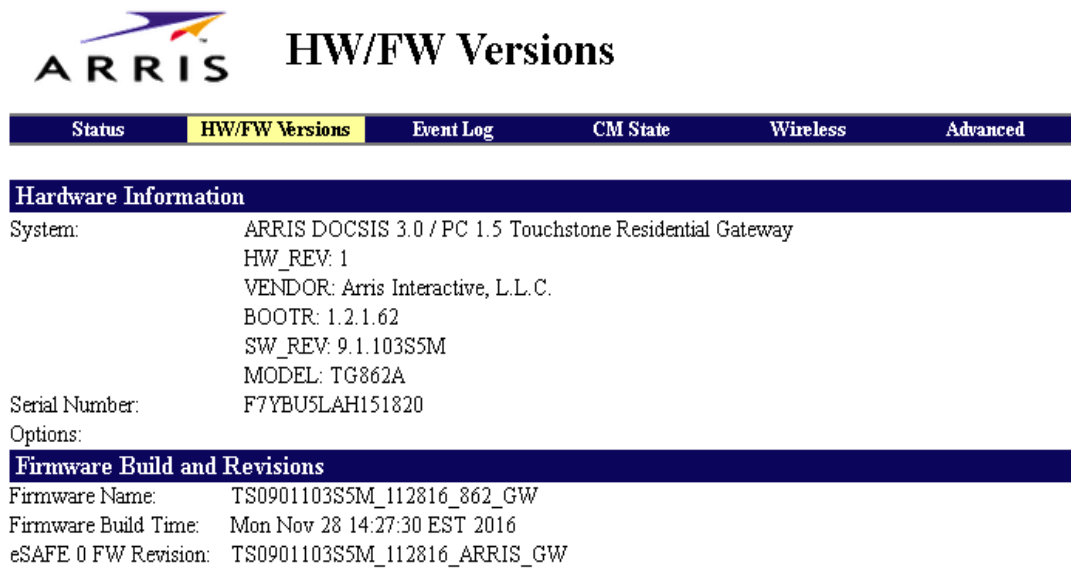 ARRIS
HW/FW Versions
Status HW/FW Versions Event Log CM State Wireless Advanced
Hardware Information
System: ARRIS DOCSIS 3.0 / PC 1.5 Touchstone Residential Gateway
HW_REV: 1
VENDOR: Arris Interactive, L.L.C.
BOOTR: 1.2.1.62
SW_REV: 9.1.103S5M
MODEL: TG862A
Serial Number: F7YBU5LAH151820
Options:
Firmware Build and Revisions
Firmware Name: TS0901103S5M_112816_862_GW
Firmware Build Time: Mon Nov 28 14:27:30 EST 2016
eSAFE 0 FW Revision: TS0901103S5M_112816_ARRIS_GW